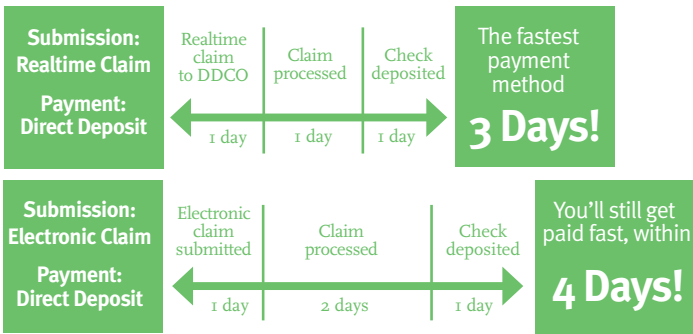 Submission:
Realtime Claim
Payment:
Direct Deposit
Realtime
claim
to DDCO
Claim
processed
Check
deposited
1 day
1 day
1 day
The fastest
payment
method
3 Days!
Submission:
Electronic Claim
Payment:
Direct Deposit
Electronic
claim
submitted
Claim
processed
Check
deposited
1 day
2 days
1 day
You'll still get
paid fast, within
4 Days!